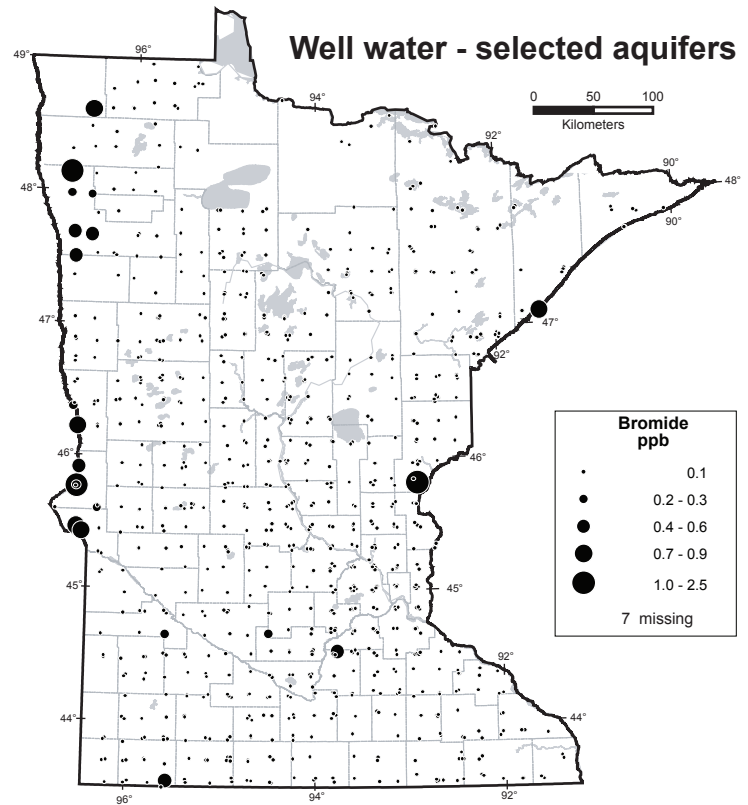 Well water - selected aquifers
0 50 100
Kilometers
49°
96°
94°
92°
90°
48°
48°
90°
47°
47°
92°
46°
46°
45°
45°
92°
44°
44°
96°
94°
92°
Bromide
ppb
0.1
0.2 - 0.3
0.4 - 0.6
0.7 - 0.9
1.0 - 2.5
7 missing